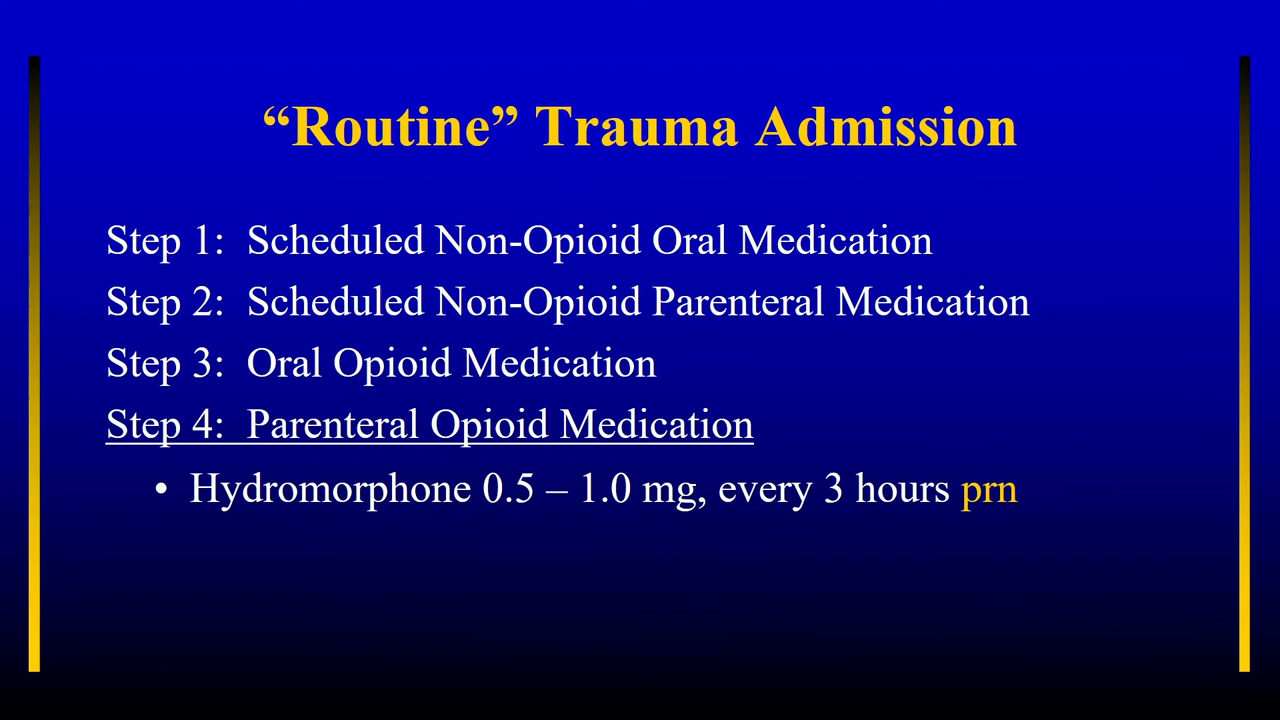 “Routine” Trauma Admission
Step 1:  Scheduled Non-Opioid Oral Medication
Step 2:  Scheduled Non-Opioid Parenteral Medication
Step 3:  Oral Opioid Medication
Step 4:  Parenteral Opioid Medication
• Hydromorphone 0.5 – 1.0 mg, every 3 hours prn